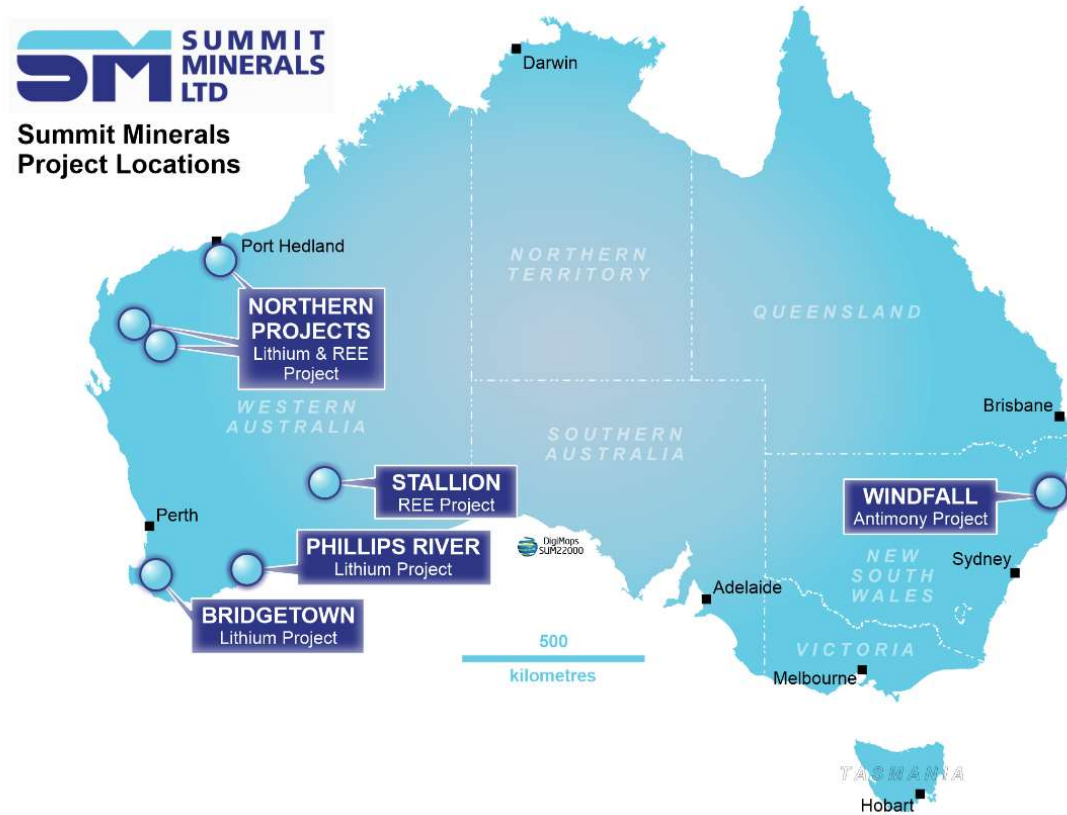 SM SUMMIT
MINERALS
LTD
Summit Minerals
Project Locations
Darwin
Port Hedland
NORTHERN
TERRITORY
QUEENSLAND
NORTHERN
PROJECTS
Lithium & REE
Project
WESTERN
AUSTRALIA
SOUTHERN
AUSTRALIA
Brisbane
STALLION
REE Project
WINDFALL
Antimony Project
Perth
PHILLIPS RIVER
Lithium Project
DigiMaps
SUM22000
NEW
SOUTH
WALES
Sydney
BRIDGETOWN
Lithium Project
Adelaide
500
kilometres
VICTORIA
Melbourne
TASMANIA
Hobart